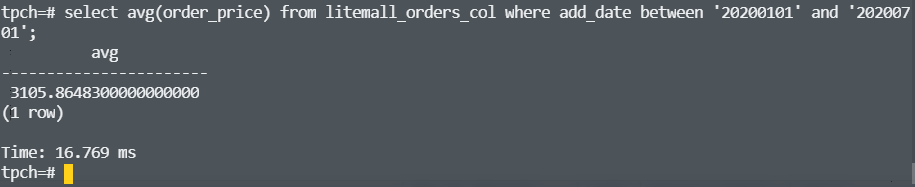 tpch=# select avg(order_price) from litemall_orders_col where add_date between '20200101' and '202007
01';
avg
-----------------------
3105.8648300000000000
(1 row)
Time: 16.769 ms
tpch=#